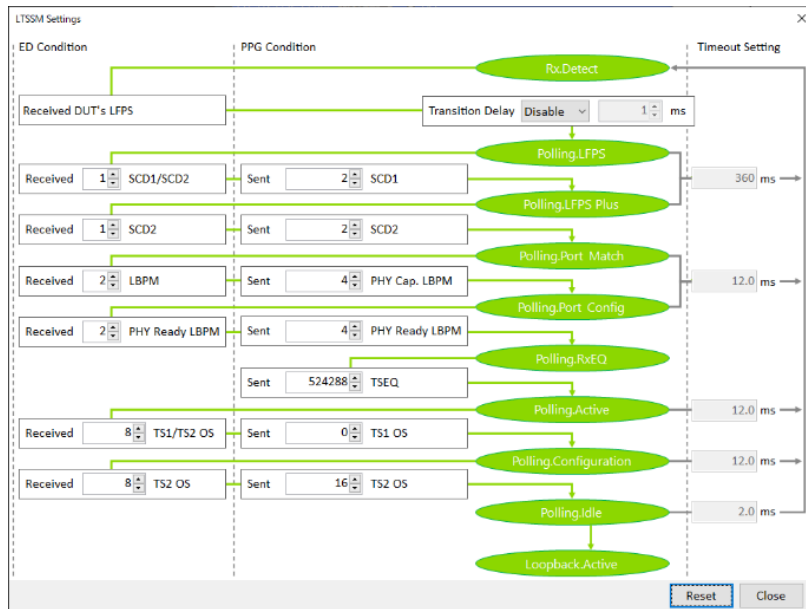 LTSSM Settings
ED Condition PPG Condition Timeout Setting
Rx.Detect
Received DUT's LFPS Transition Delay Disable 1 ms
Polling.LFPS
Received 1 SCD1/SCD2 Sent 2 SCD1 360 ms
Polling.LFPS Plus
Received 1 SCD2 Sent 2 SCD2
Polling.Port Match
Received 2 LBPM Sent 4 PHY Cap. LBPM 12.0 ms
Polling.Port Config
Received 2 PHY Ready LBPM Sent 4 PHY Ready LBPM
Polling.RxEQ
Sent 524288 TSEQ
Polling.Active 12.0 ms
Received 8 TS1/TS2 OS Sent 0 TS1 OS
Polling.Configuration 12.0 ms
Received 8 TS2 OS Sent 16 TS2 OS
Polling.Idle 2.0 ms
Loopback.Active
Reset Close